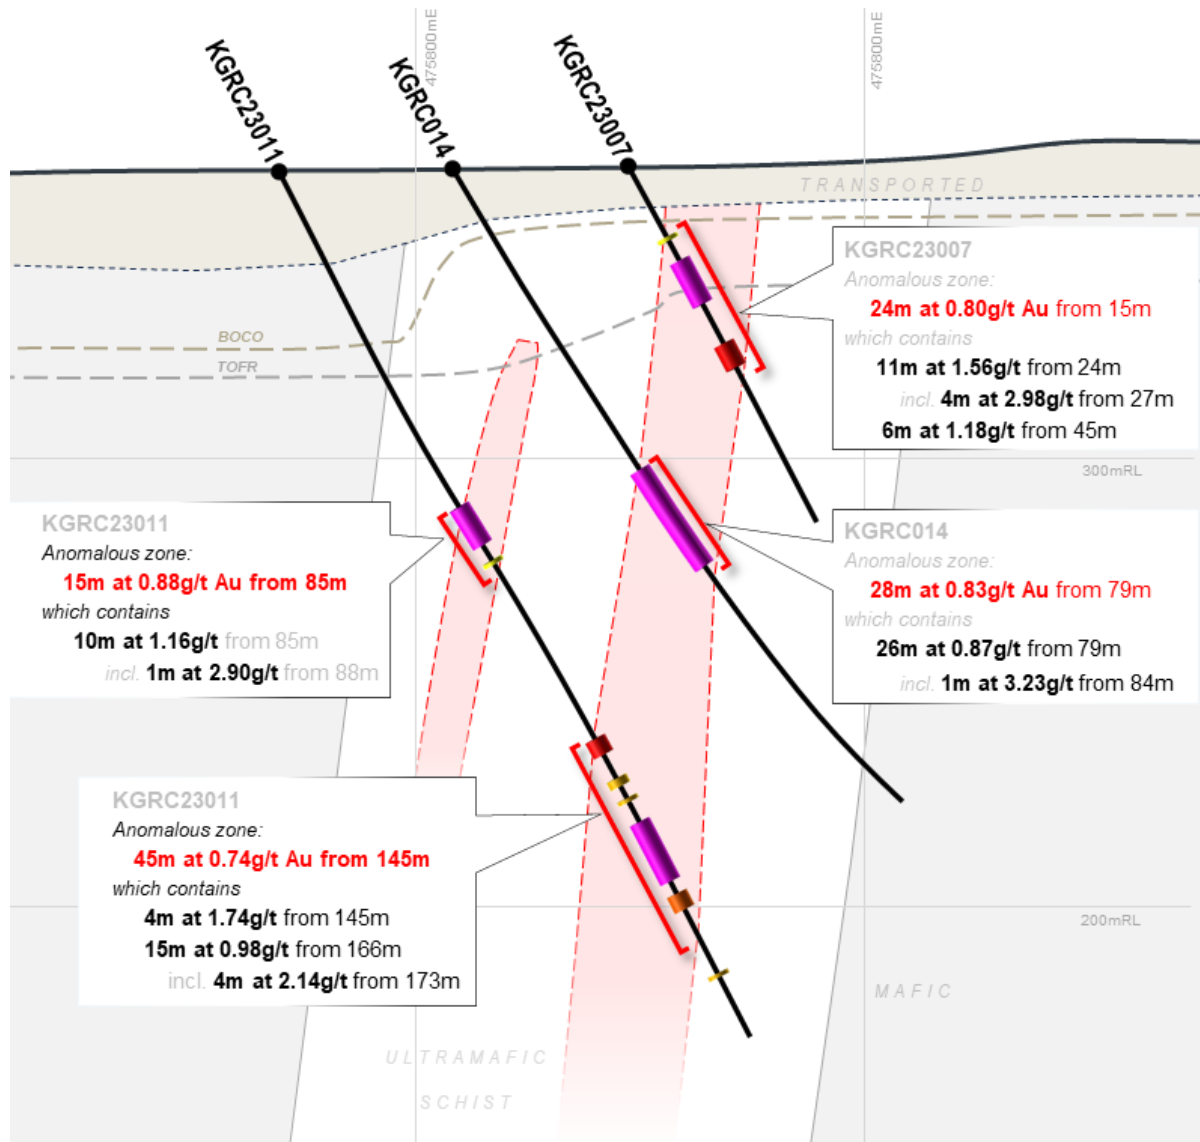 KGRC23011
KGRC014
KGRC23007
475800mE
475800mE
TRANSPORTED
BOCO
TOFR
KGRC23007
Anomalous zone:
24m at 0.80g/t Au from 15m
which contains
11m at 1.56g/t from 24m
incl. 4m at 2.98g/t from 27m
6m at 1.18g/t from 45m
300mRL
KGRC23011
Anomalous zone:
15m at 0.88g/t Au from 85m
which contains
10m at 1.16g/t from 85m
incl. 1m at 2.90g/t from 88m
KGRC014
Anomalous zone:
28m at 0.83g/t Au from 79m
which contains
26m at 0.87g/t from 79m
incl. 1m at 3.23g/t from 84m
KGRC23011
Anomalous zone:
45m at 0.74g/t Au from 145m
which contains
4m at 1.74g/t from 145m
15m at 0.98g/t from 166m
incl. 4m at 2.14g/t from 173m
200mRL
MAFIC
ULTRAMAFIC
SCHIST